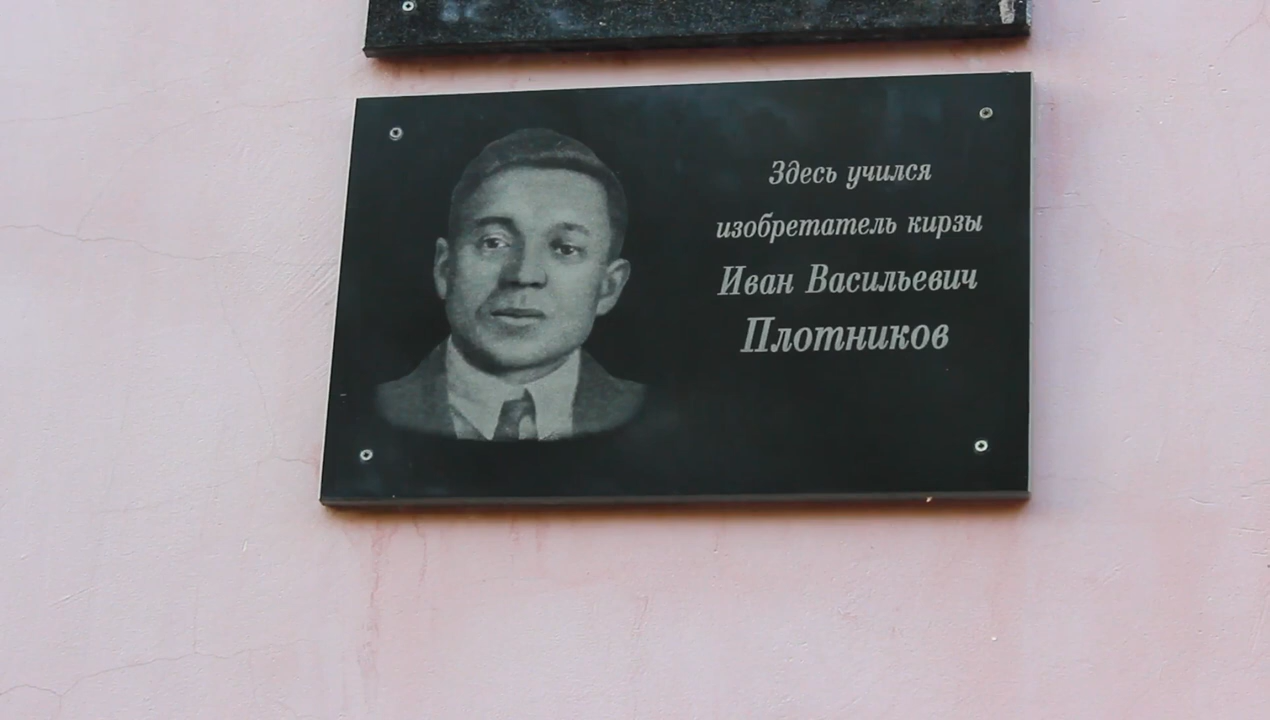 Здесь учился
изобретатель кирзы
Иван Васильевич
Плотников